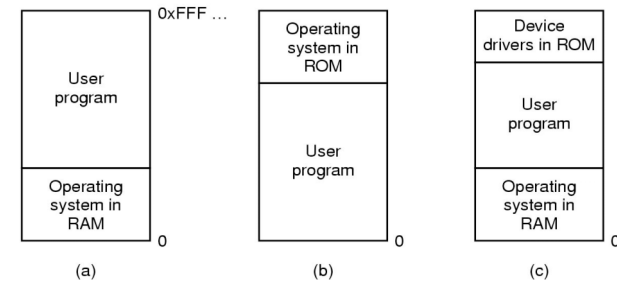 0xFFF ...
User
program
Operating
system in
RAM
0
(a)
Operating
system in
ROM
User
program
0
(b)
Device
drivers in ROM
User
program
Operating
system in
RAM
0
(c)